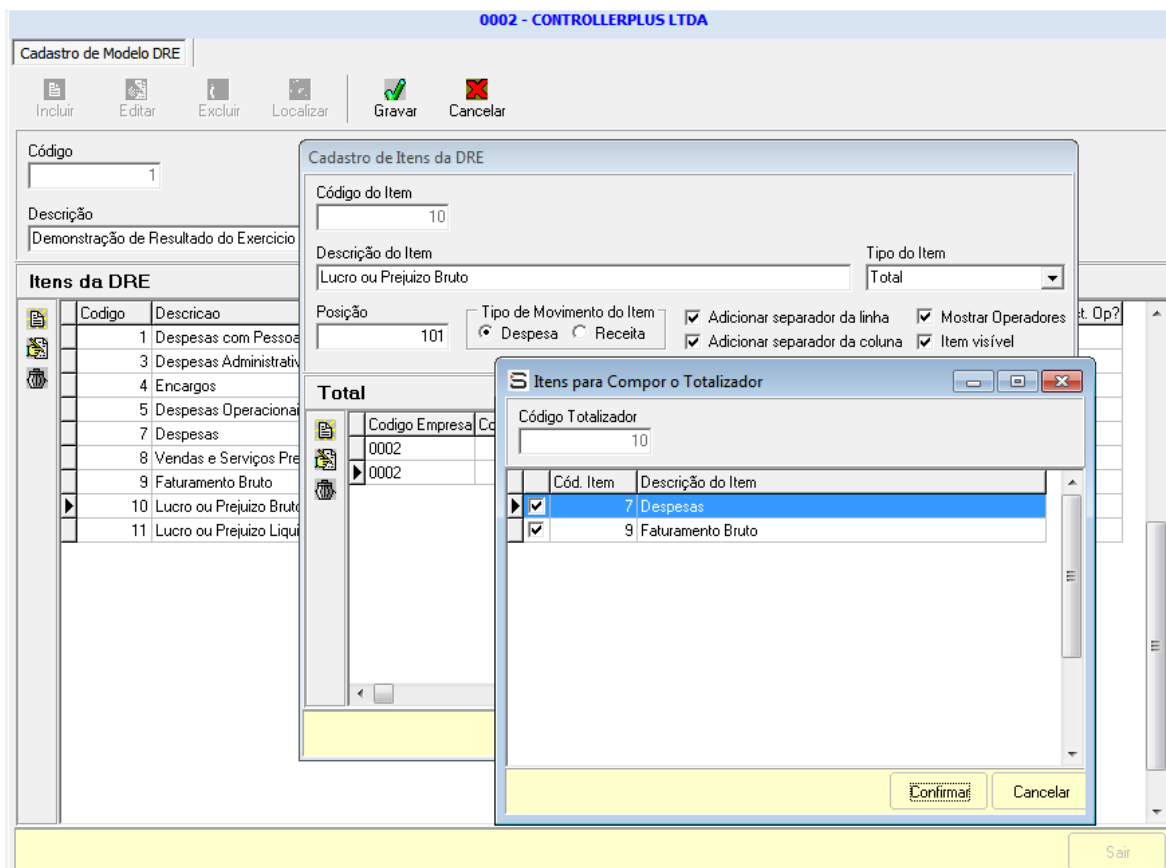 0002 - CONTROLLERPLUS LTDA
Cadastro de Modelo DRE
Incluir Editar Excluir Localizar Gravar Cancelar
Código
1
Descrição
Demonstração de Resultado do Exercicio
Itens da DRE
Codigo Descricao
1 Despesas com Pessoa
3 Despesas Administrativ
4 Encargos
5 Despesas Operacionai
7 Despesas
8 Vendas e Serviços Pre
9 Faturamento Bruto
10 Lucro ou Prejuizo Bruto
11 Lucro ou Prejuizo Liqui
t. Op?
Cadastro de Itens da DRE
Código do Item
10
Descrição do Item Tipo do Item
Lucro ou Prejuizo Bruto Total
Posição Tipo de Movimento do Item
101 Despesa Receita
Adicionar separador da linha Mostrar Operadores
Adicionar separador da coluna Item visível
Total
Codigo Empresa Co
0002
0002
Itens para Compor o Totalizador
Código Totalizador
10
Cód. Item Descrição do Item
7 Despesas
9 Faturamento Bruto
Confirmar Cancelar
Sair